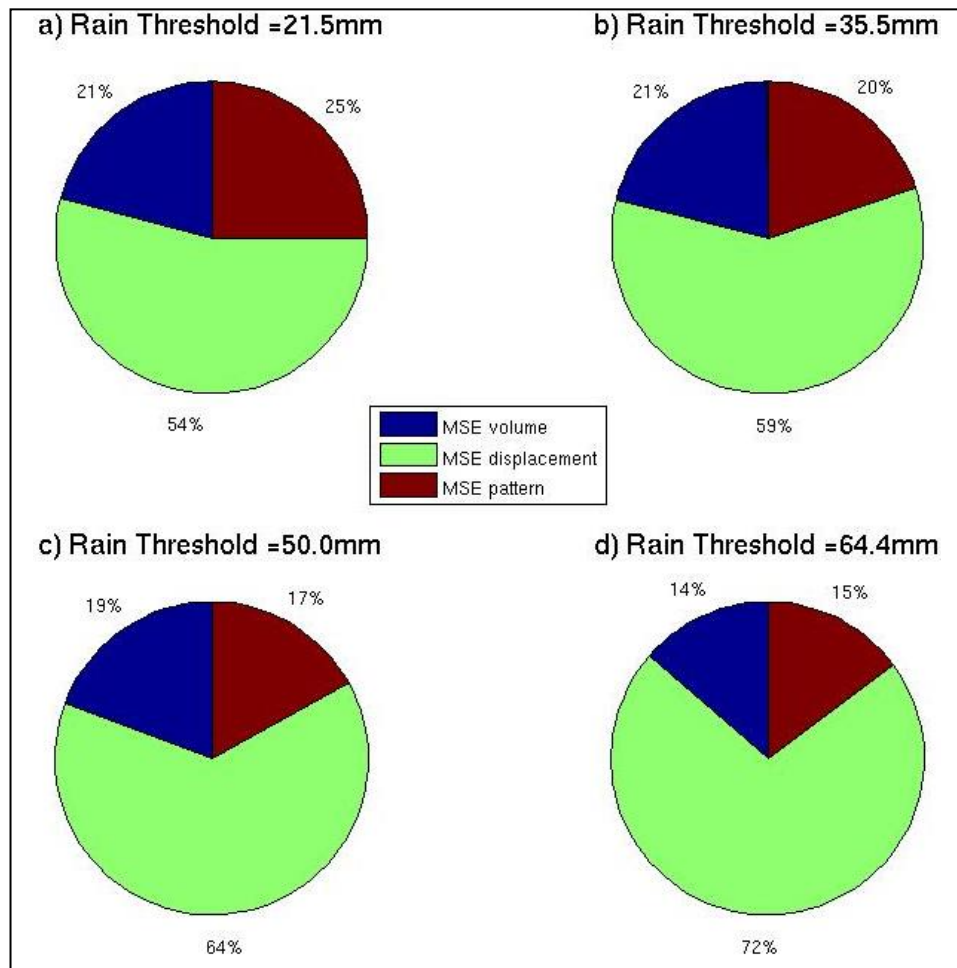 a) Rain Threshold =21.5mm
21%
25%
54%
b) Rain Threshold =35.5mm
21%
20%
59%
MSE volume
MSE displacement
MSE pattern
c) Rain Threshold =50.0mm
19%
17%
64%
d) Rain Threshold =64.4mm
14%
15%
72%